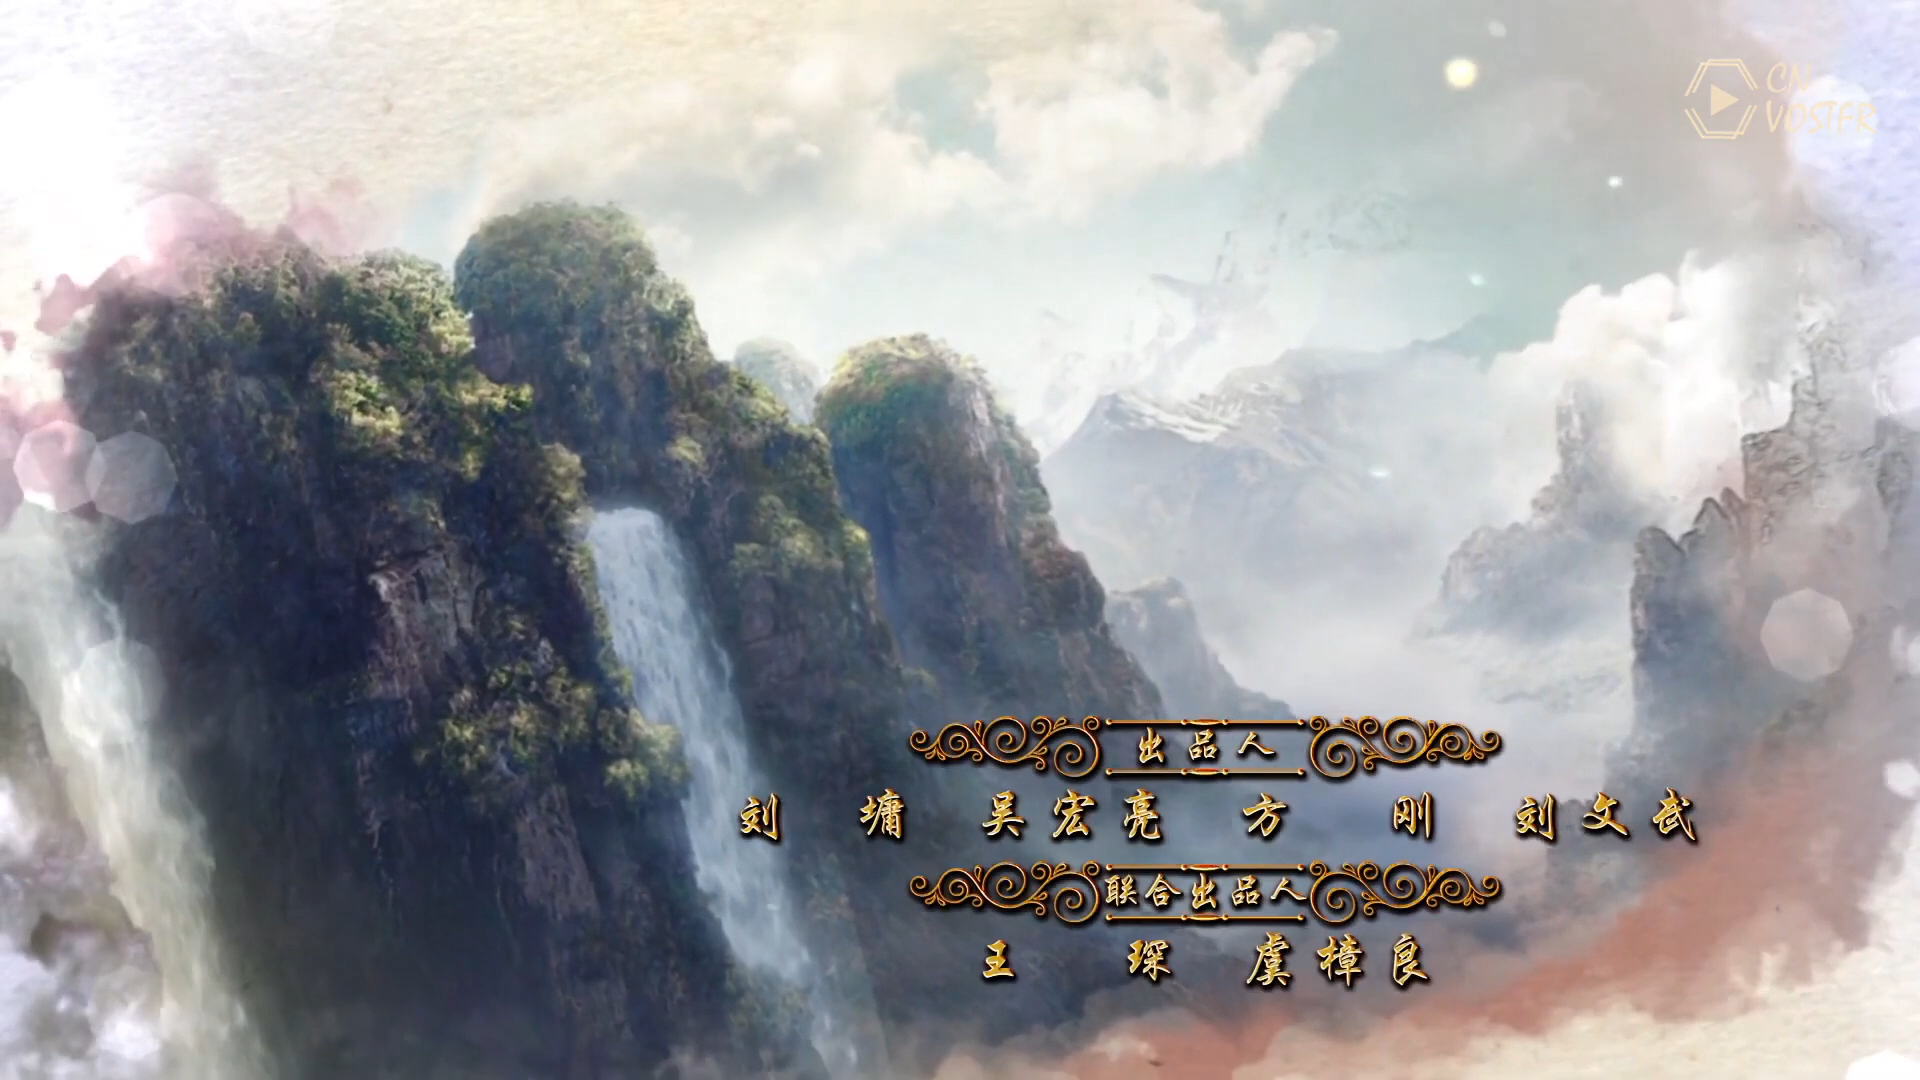 CN
VOSTFR
出品人
刘 墉 吴宏亮 方 刚 刘文武
联合出品人
王 琛 虞樟良